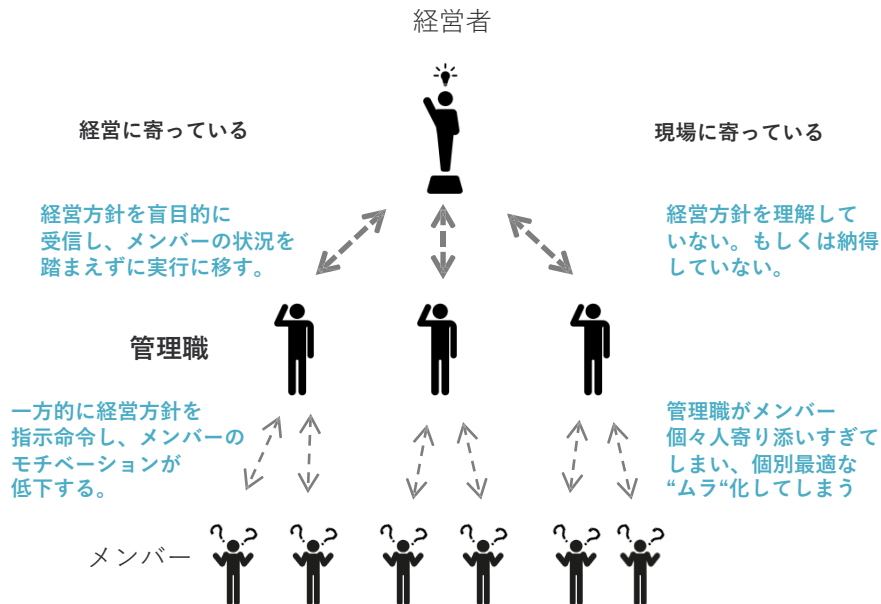 経営者
経営に寄っている
現場に寄っている
経営方針を盲目的に
受信し、メンバーの状況を
踏まえずに実行に移す。
経営方針を理解して
いない。もしくは納得
していない。
管理職
一方的に経営方針を
指示命令し、メンバーの
モチベーションが
低下する。
管理職がメンバー
個々人寄り添いすぎて
しまい、個別最適な
“ムラ“化してしまう
メンバー
? ? ? ? ? ? ? ? ? ? ? ?